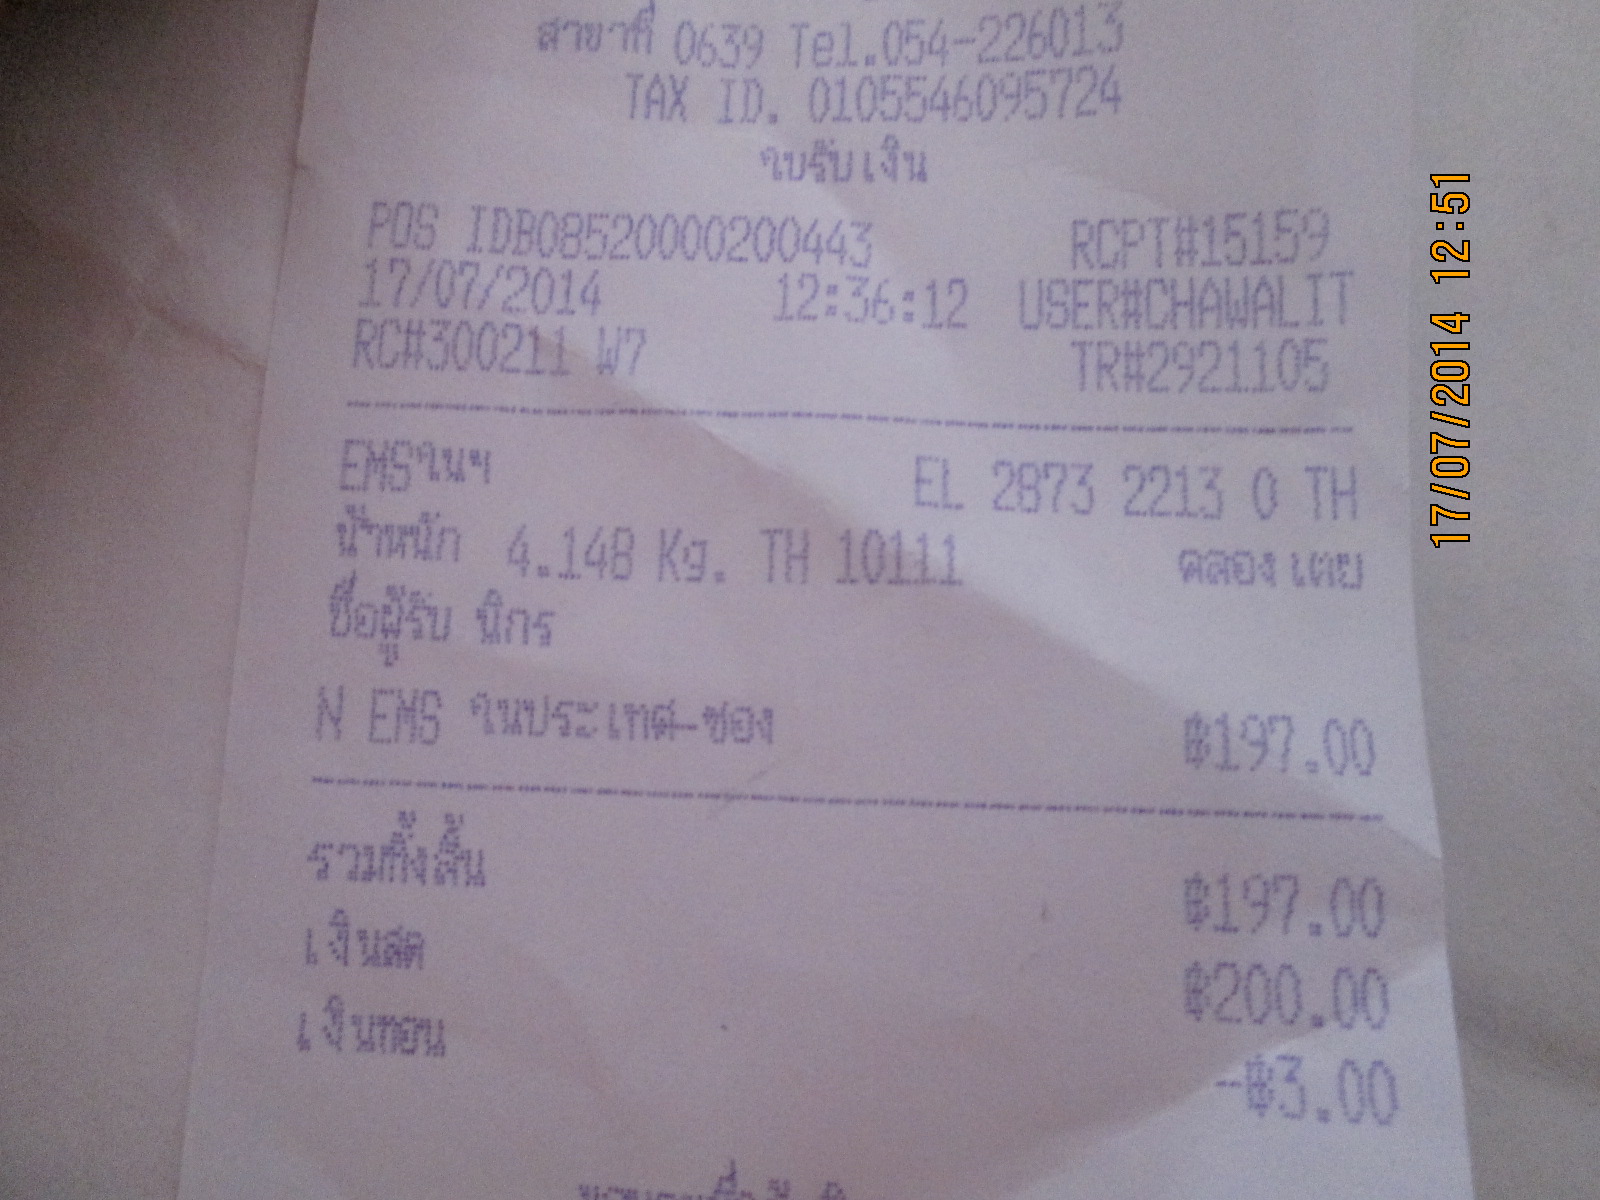 สาขาที่ 0639 Tel.054-226013
TAX ID. 0105546095724
ใบรับเงิน
POS IDB08520000200443 RCPT#15159
17/07/2014 12:36:12 USER#CHAWALIT
RC#300211 W7 TR#2921105
EMSในฯ EL 2873 2213 0 TH
น้ำหนัก 4.148 Kg. TH 10111 คลองเตย
ชื่อผู้รับ นิกร
N EMS ในประเทศ-ซอง ฿197.00
รวมทั้งสิ้น ฿197.00
เงินสด ฿200.00
เงินทอน -฿3.00
17/07/2014 12:51